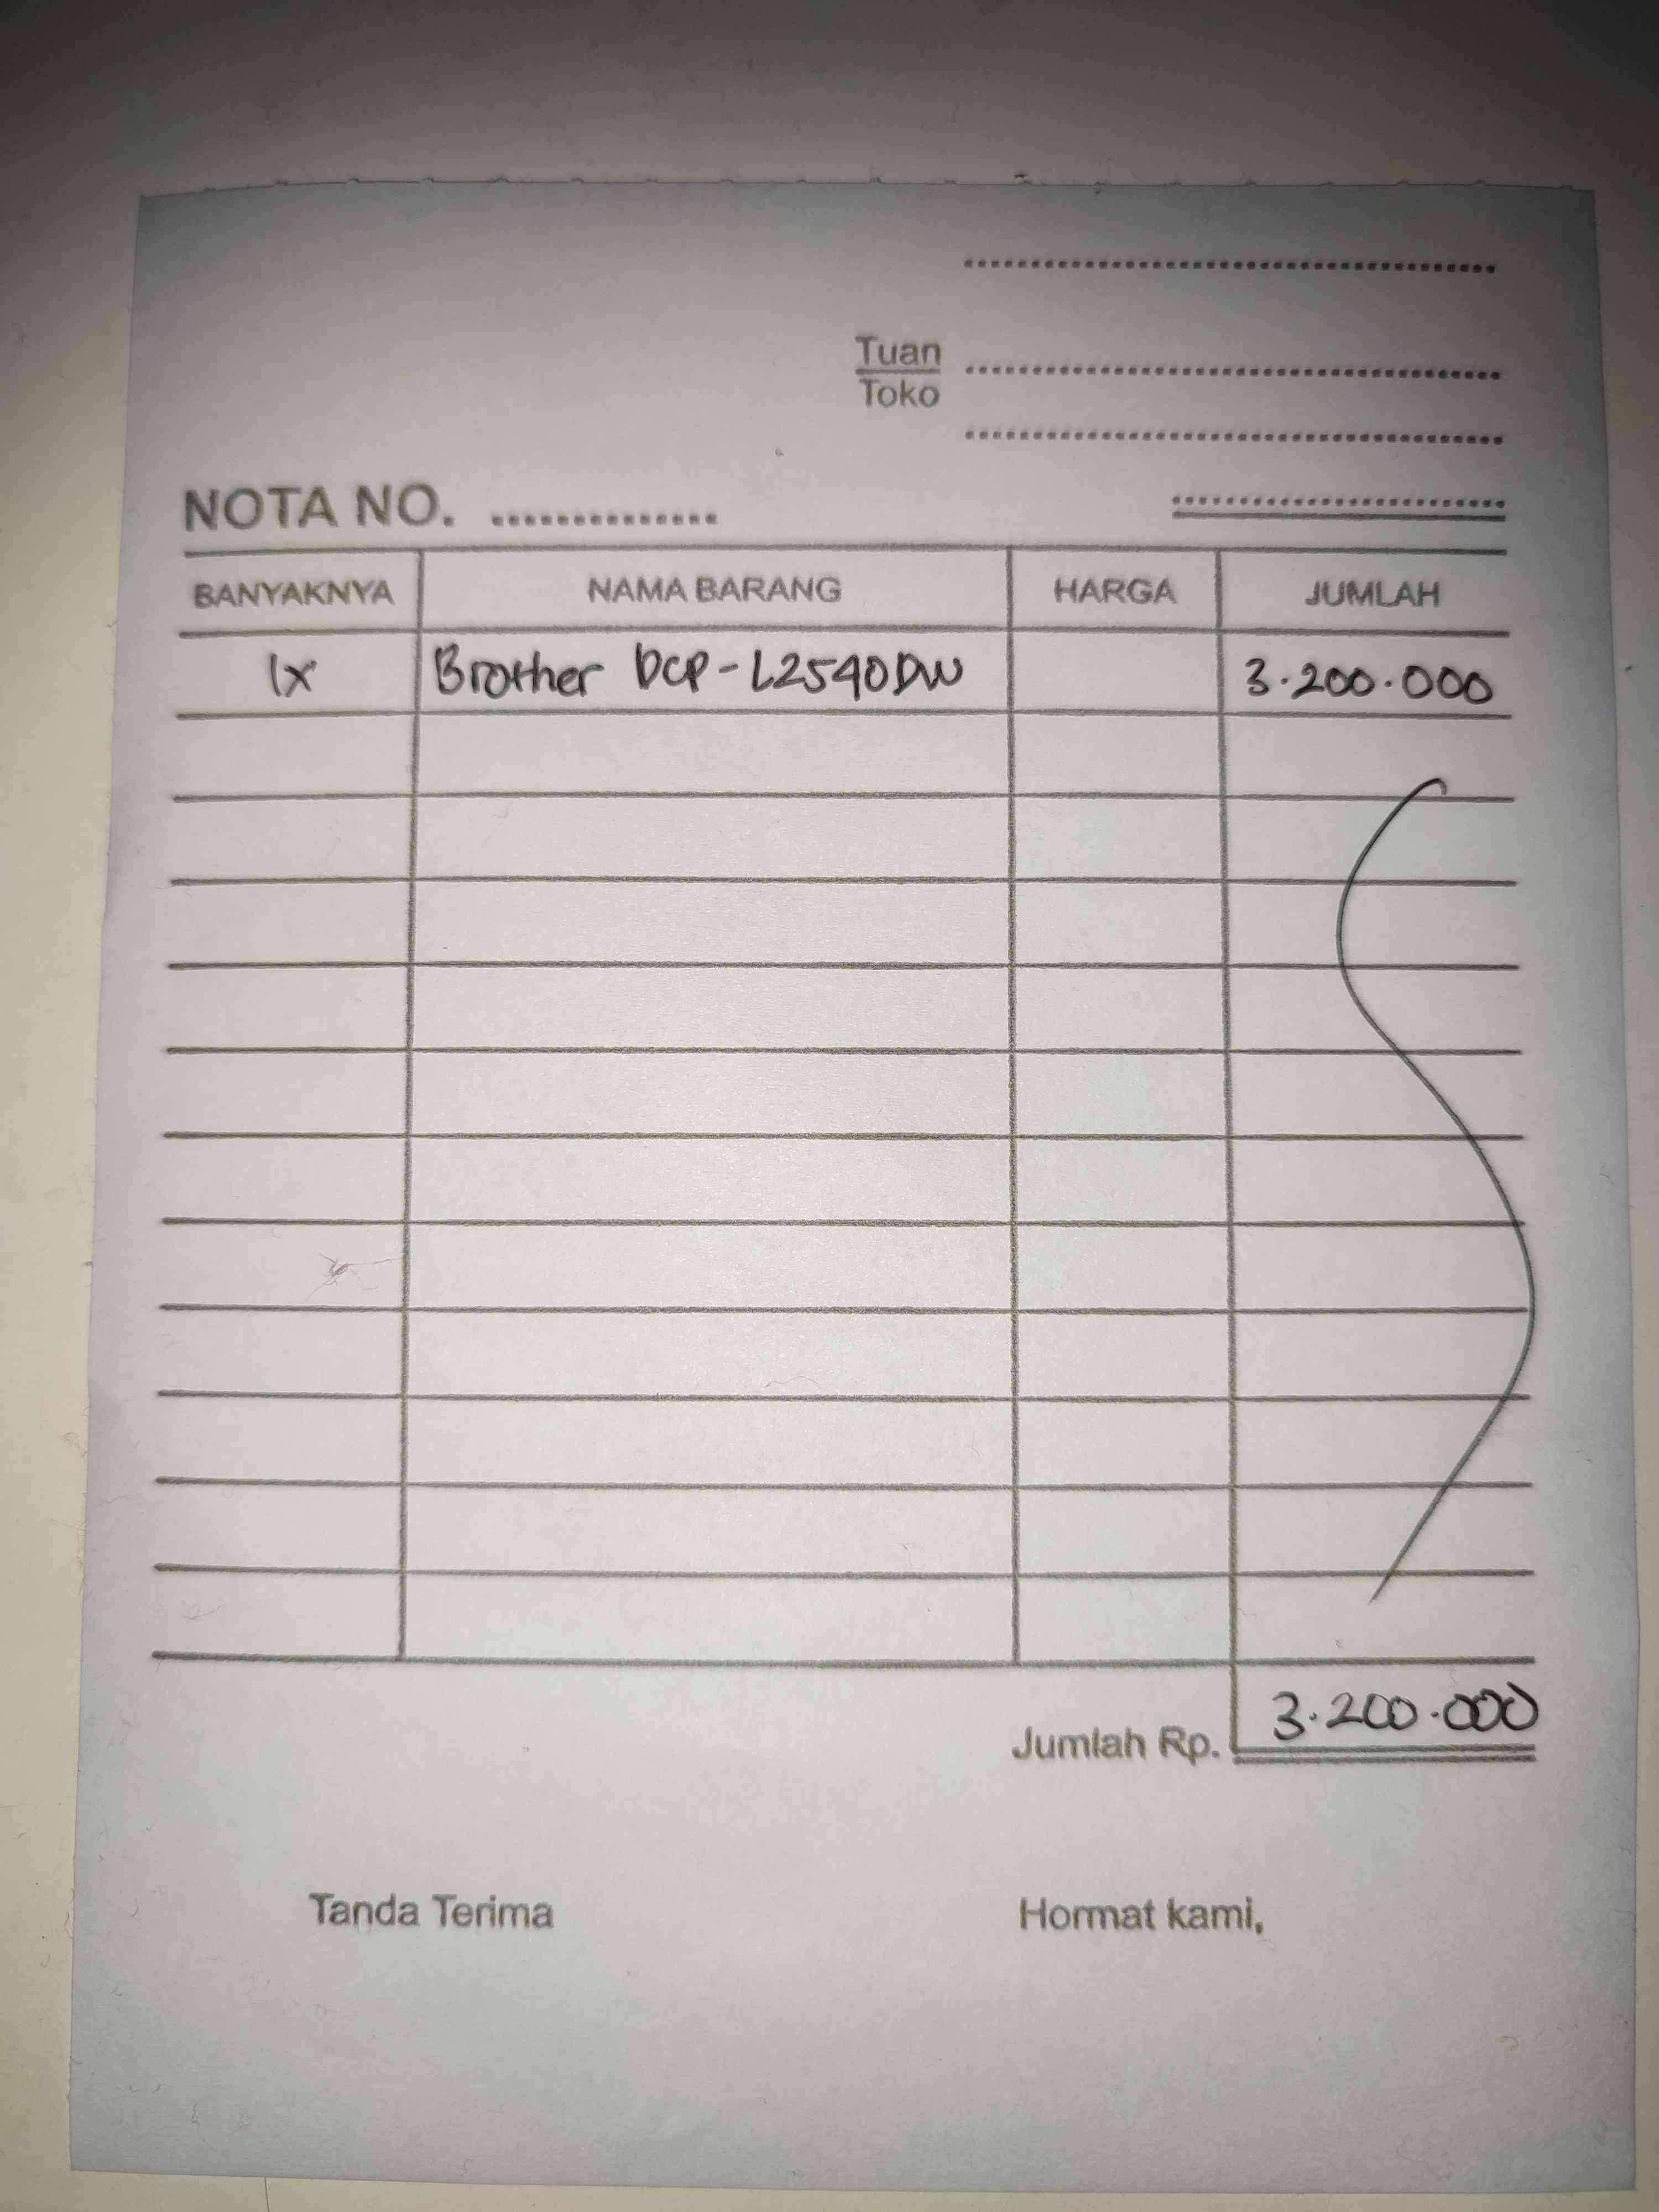 Tuan
Toko
NOTA NO. ..............
BANYAKNYA NAMA BARANG HARGA JUMLAH
1x Brother DCP-L2540DW 3.200.000
Jumlah Rp. 3.200.000
Tanda Terima Hormat kami,